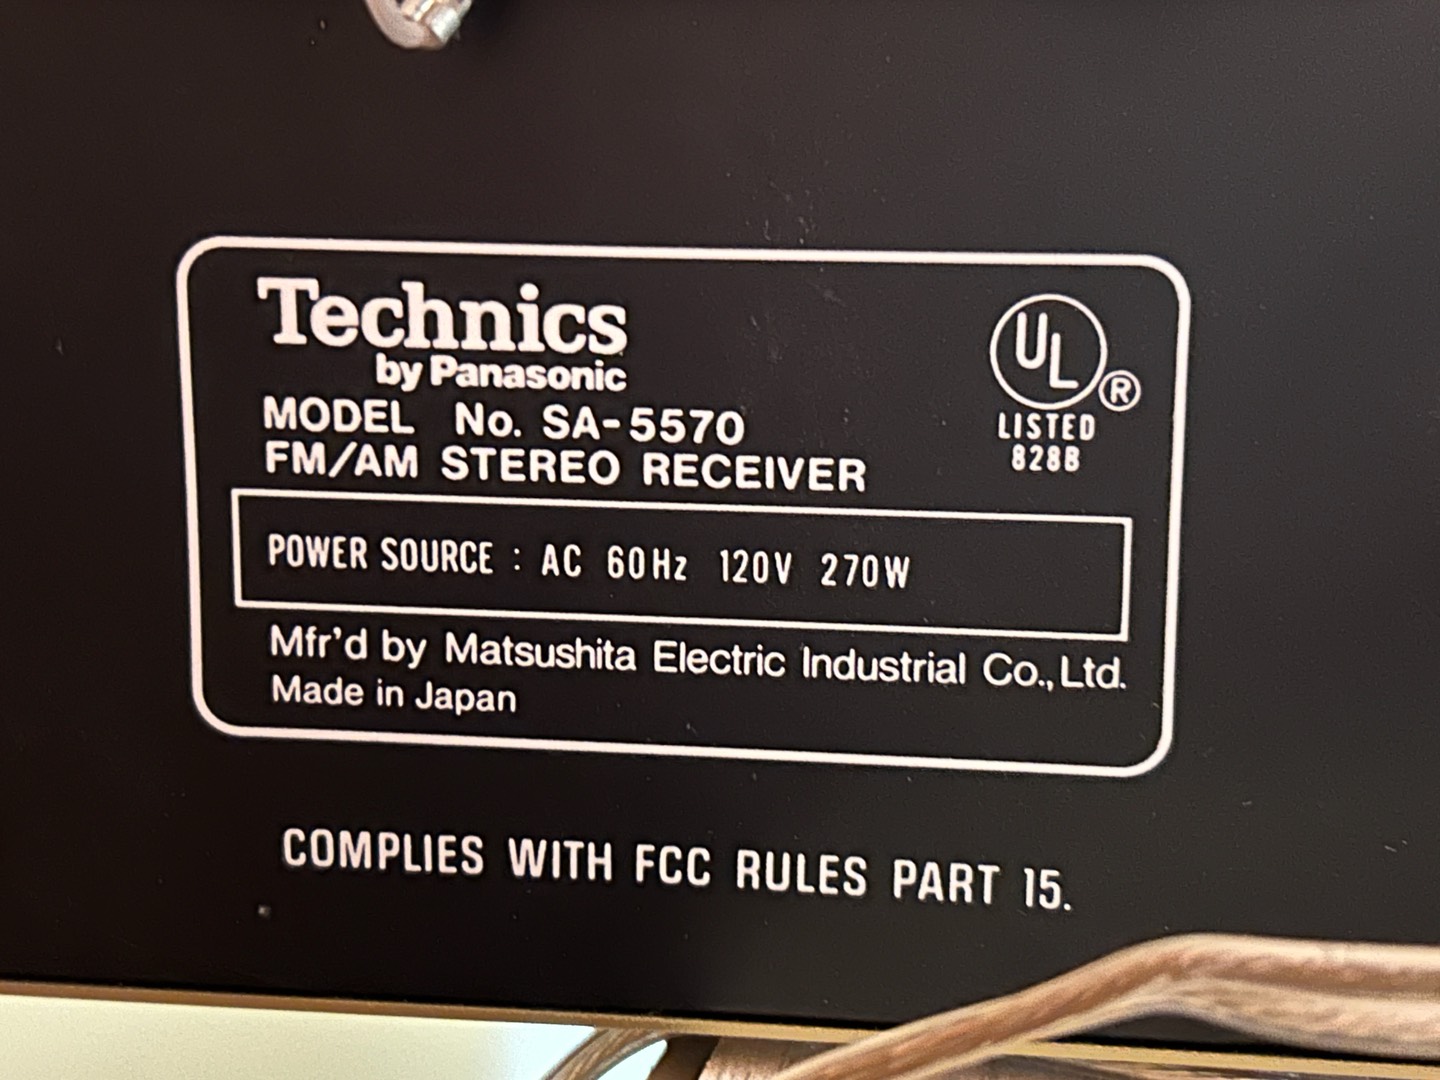 Technics
by Panasonic
MODEL No. SA-5570
FM/AM STEREO RECEIVER
UL ®
LISTED
828B
POWER SOURCE : AC 60Hz 120V 270W
Mfr'd by Matsushita Electric Industrial Co., Ltd.
Made in Japan
COMPLIES WITH FCC RULES PART 15.